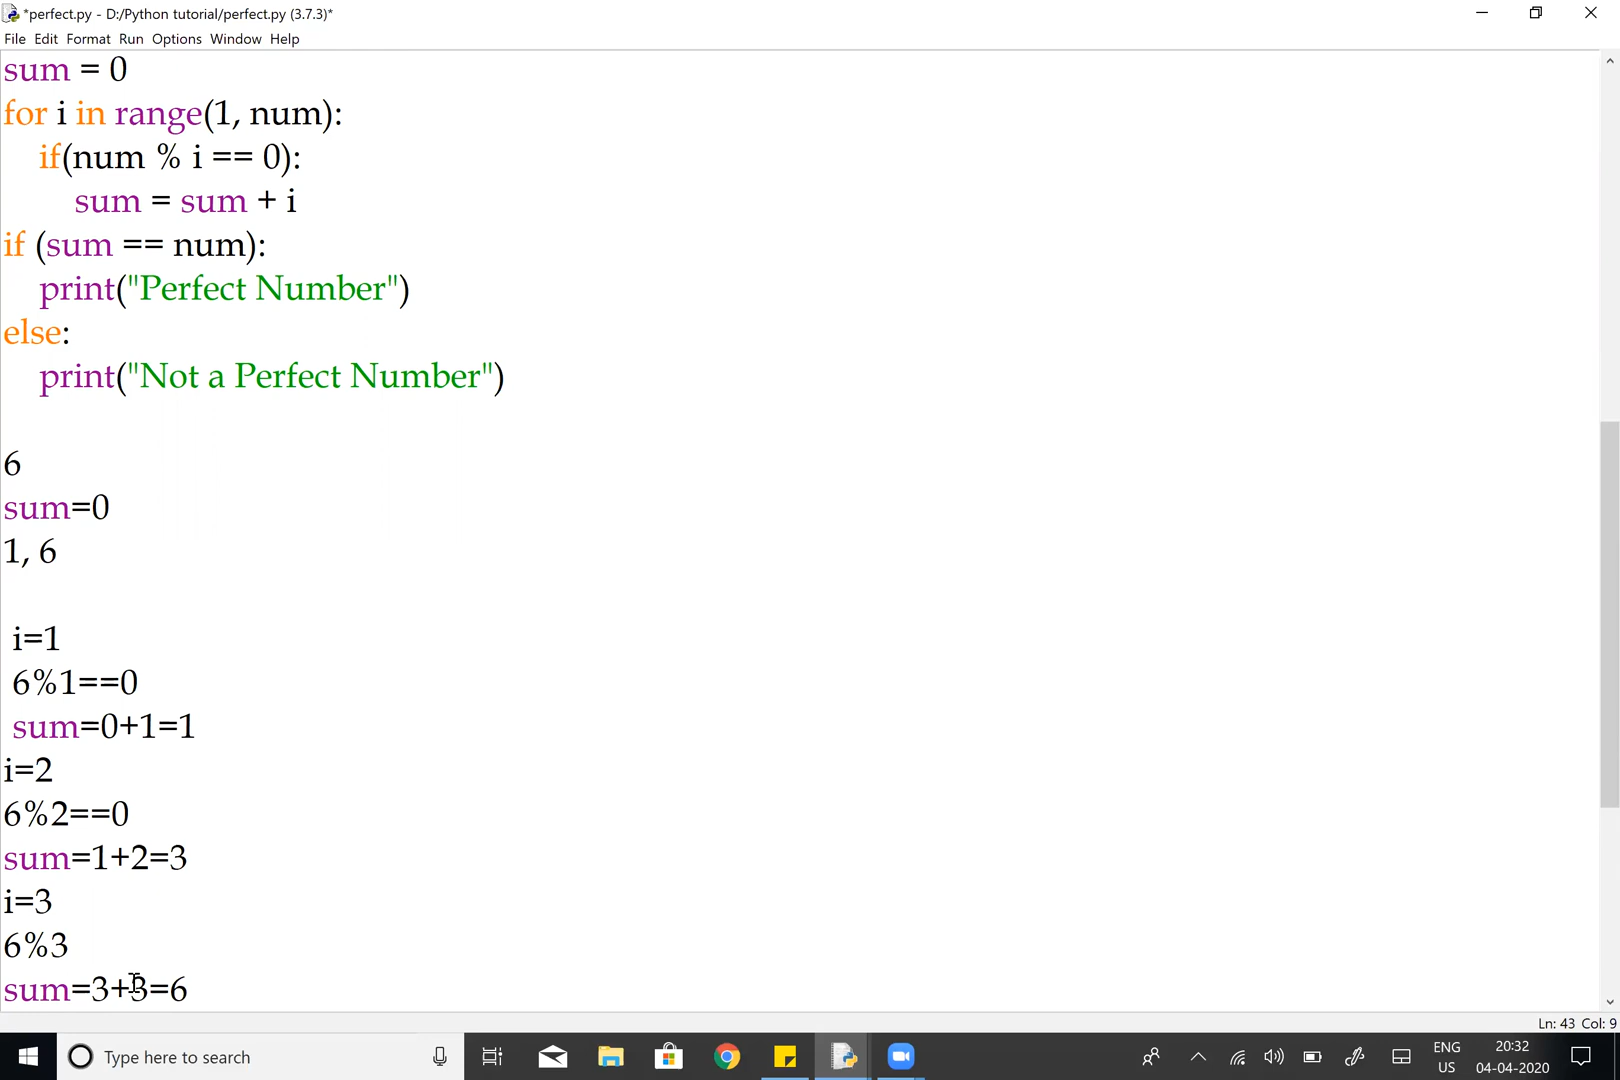 *perfect.py - D:/Python tutorial/perfect.py (3.7.3)*
File Edit Format Run Options Window Help
sum = 0
for i in range(1, num):
    if(num % i == 0):
        sum = sum + i
if (sum == num):
    print("Perfect Number")
else:
    print("Not a Perfect Number")
6
sum=0
1, 6
i=1
6%1==0
sum=0+1=1
i=2
6%2==0
sum=1+2=3
i=3
6%3
sum=3+3=6
Ln: 43 Col: 9
Type here to search
ENG
US
20:32
04-04-2020